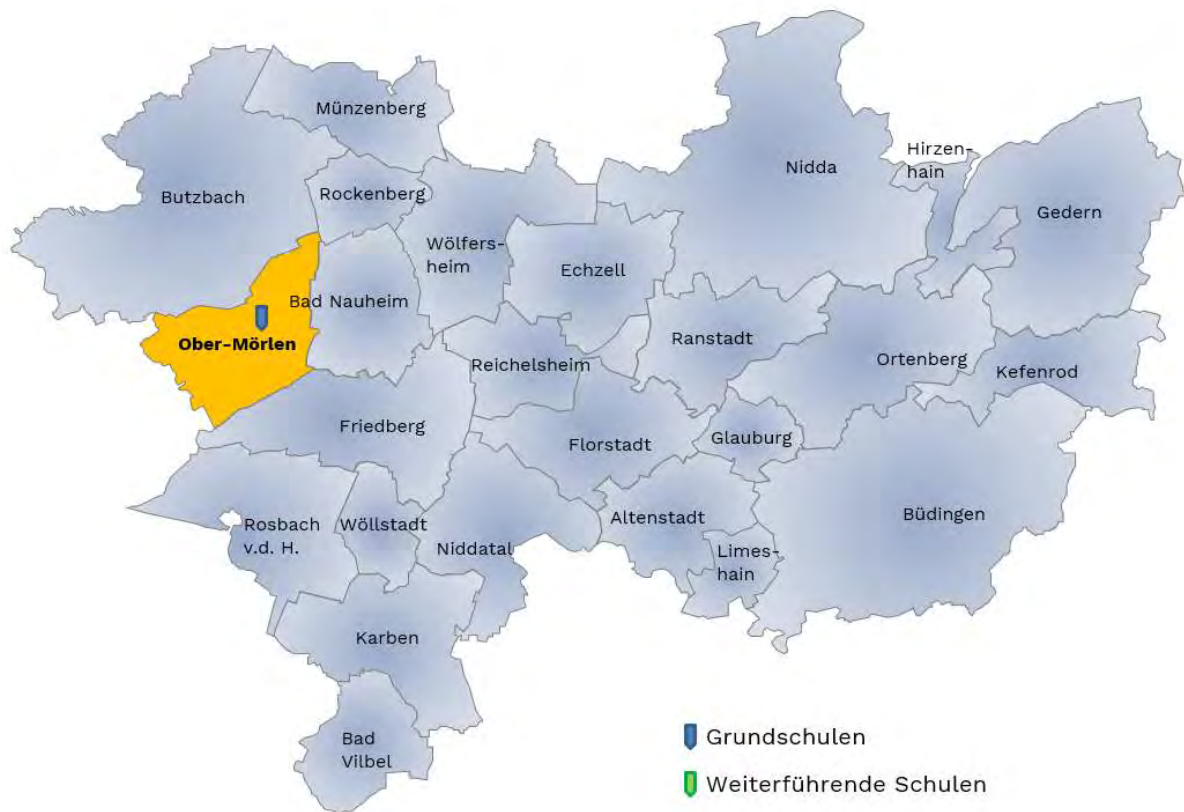 Münzenberg
Hirzen-
hain
Nidda
Butzbach
Rockenberg
Gedern
Wölfers-
heim
Echzell
Bad Nauheim
Ober-Mörlen
Ranstadt
Reichelsheim
Ortenberg
Kefenrod
Friedberg
Florstadt
Glauburg
Rosbach
v.d. H.
Wöllstadt
Niddatal
Altenstadt
Büdingen
Limes-
hain
Karben
Bad
Vilbel
Grundschulen
Weiterführende Schulen